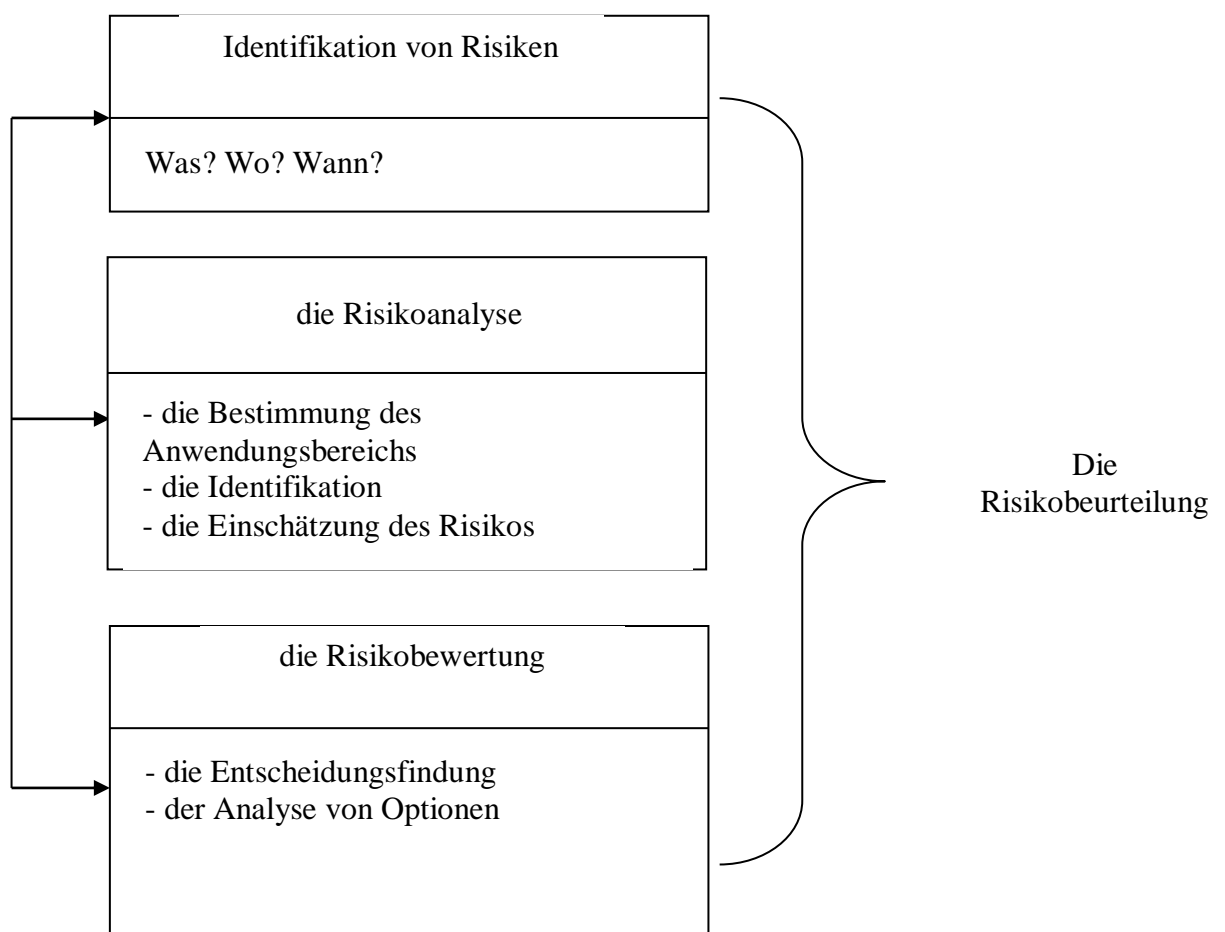 Identifikation von Risiken
Was? Wo? Wann?
die Risikoanalyse
- die Bestimmung des
Anwendungsbereichs
- die Identifikation
- die Einschätzung des Risikos
die Risikobewertung
- die Entscheidungsfindung
- der Analyse von Optionen
Die
Risikobeurteilung